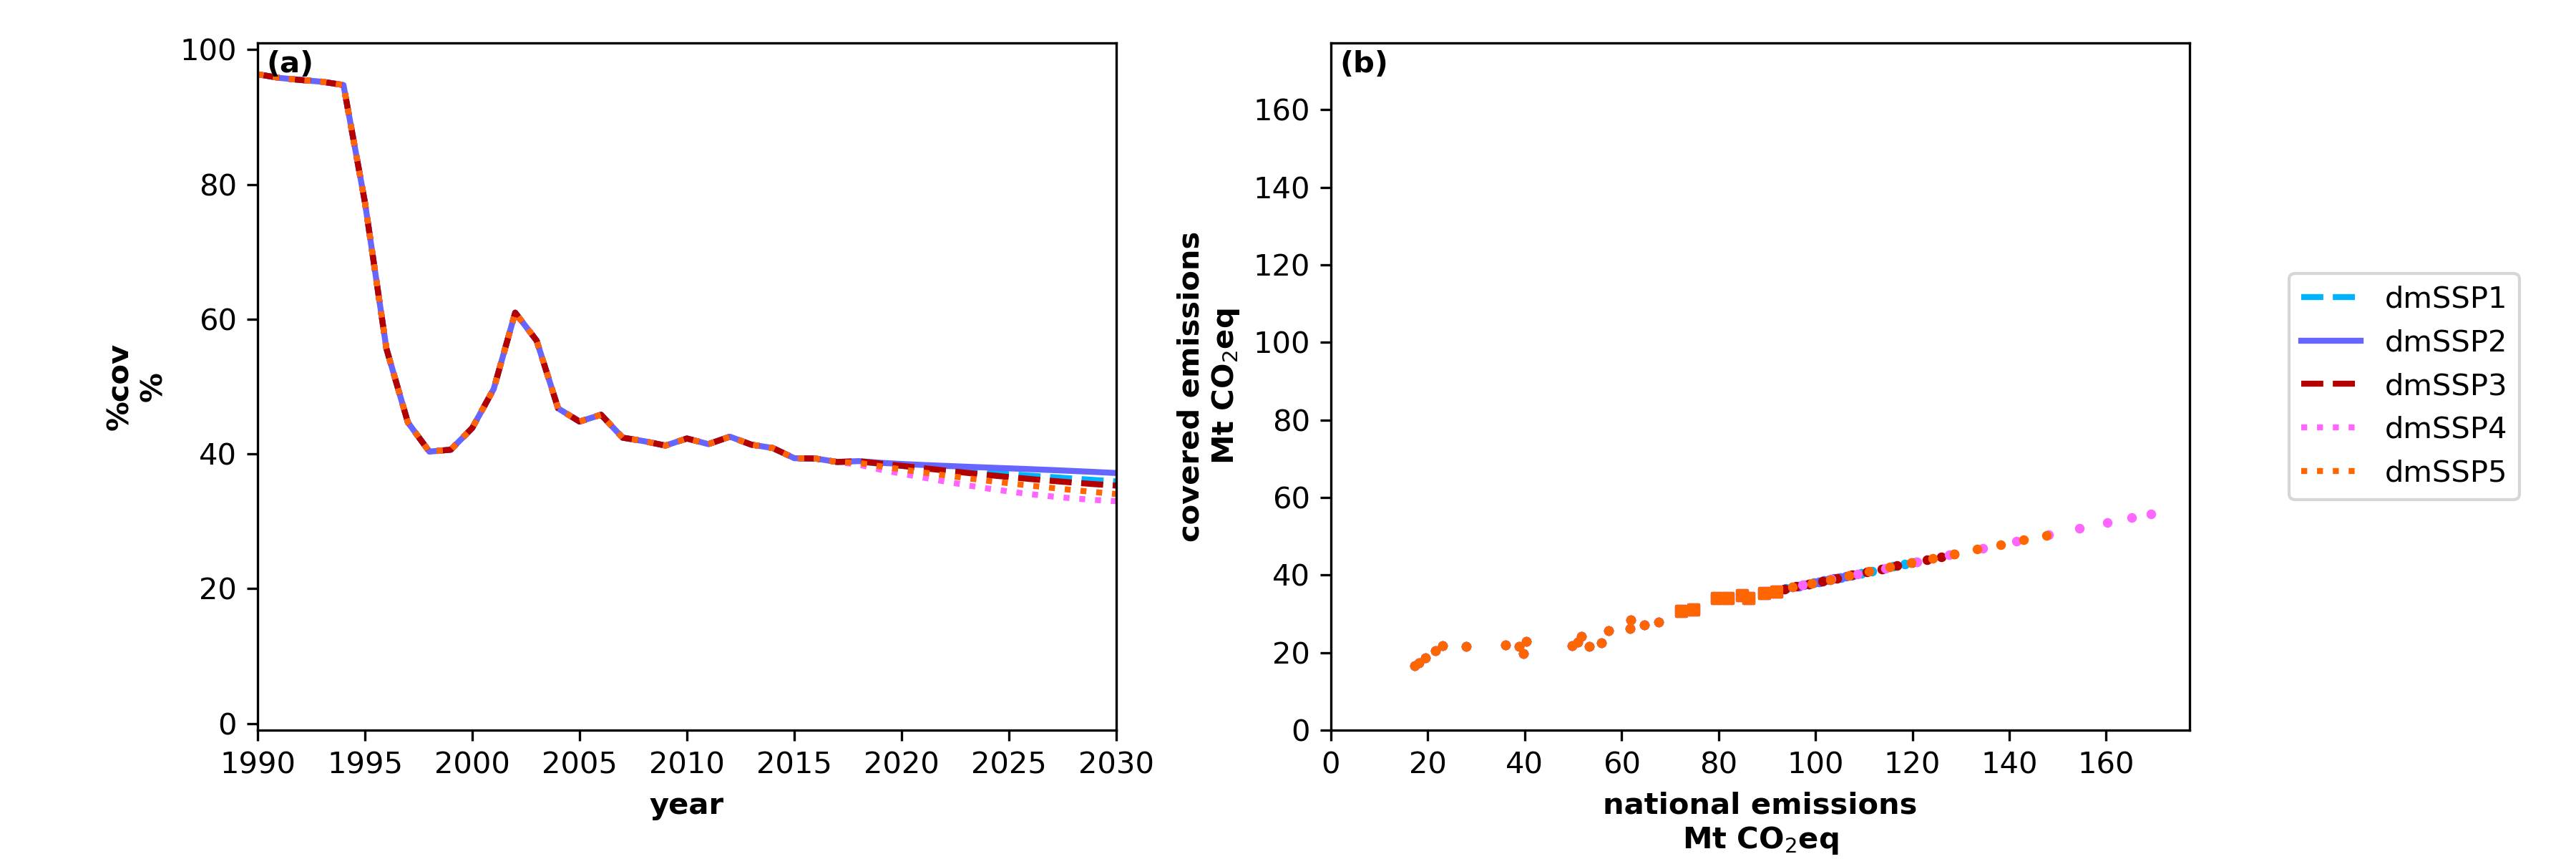 (a)
100
80
60
40
20
0
%cov
%
1990 1995 2000 2005 2010 2015 2020 2025 2030
year
(b)
160
140
120
100
80
60
40
20
0
covered emissions
Mt CO₂eq
0 20 40 60 80 100 120 140 160
national emissions
Mt CO₂eq
dmSSP1
dmSSP2
dmSSP3
dmSSP4
dmSSP5